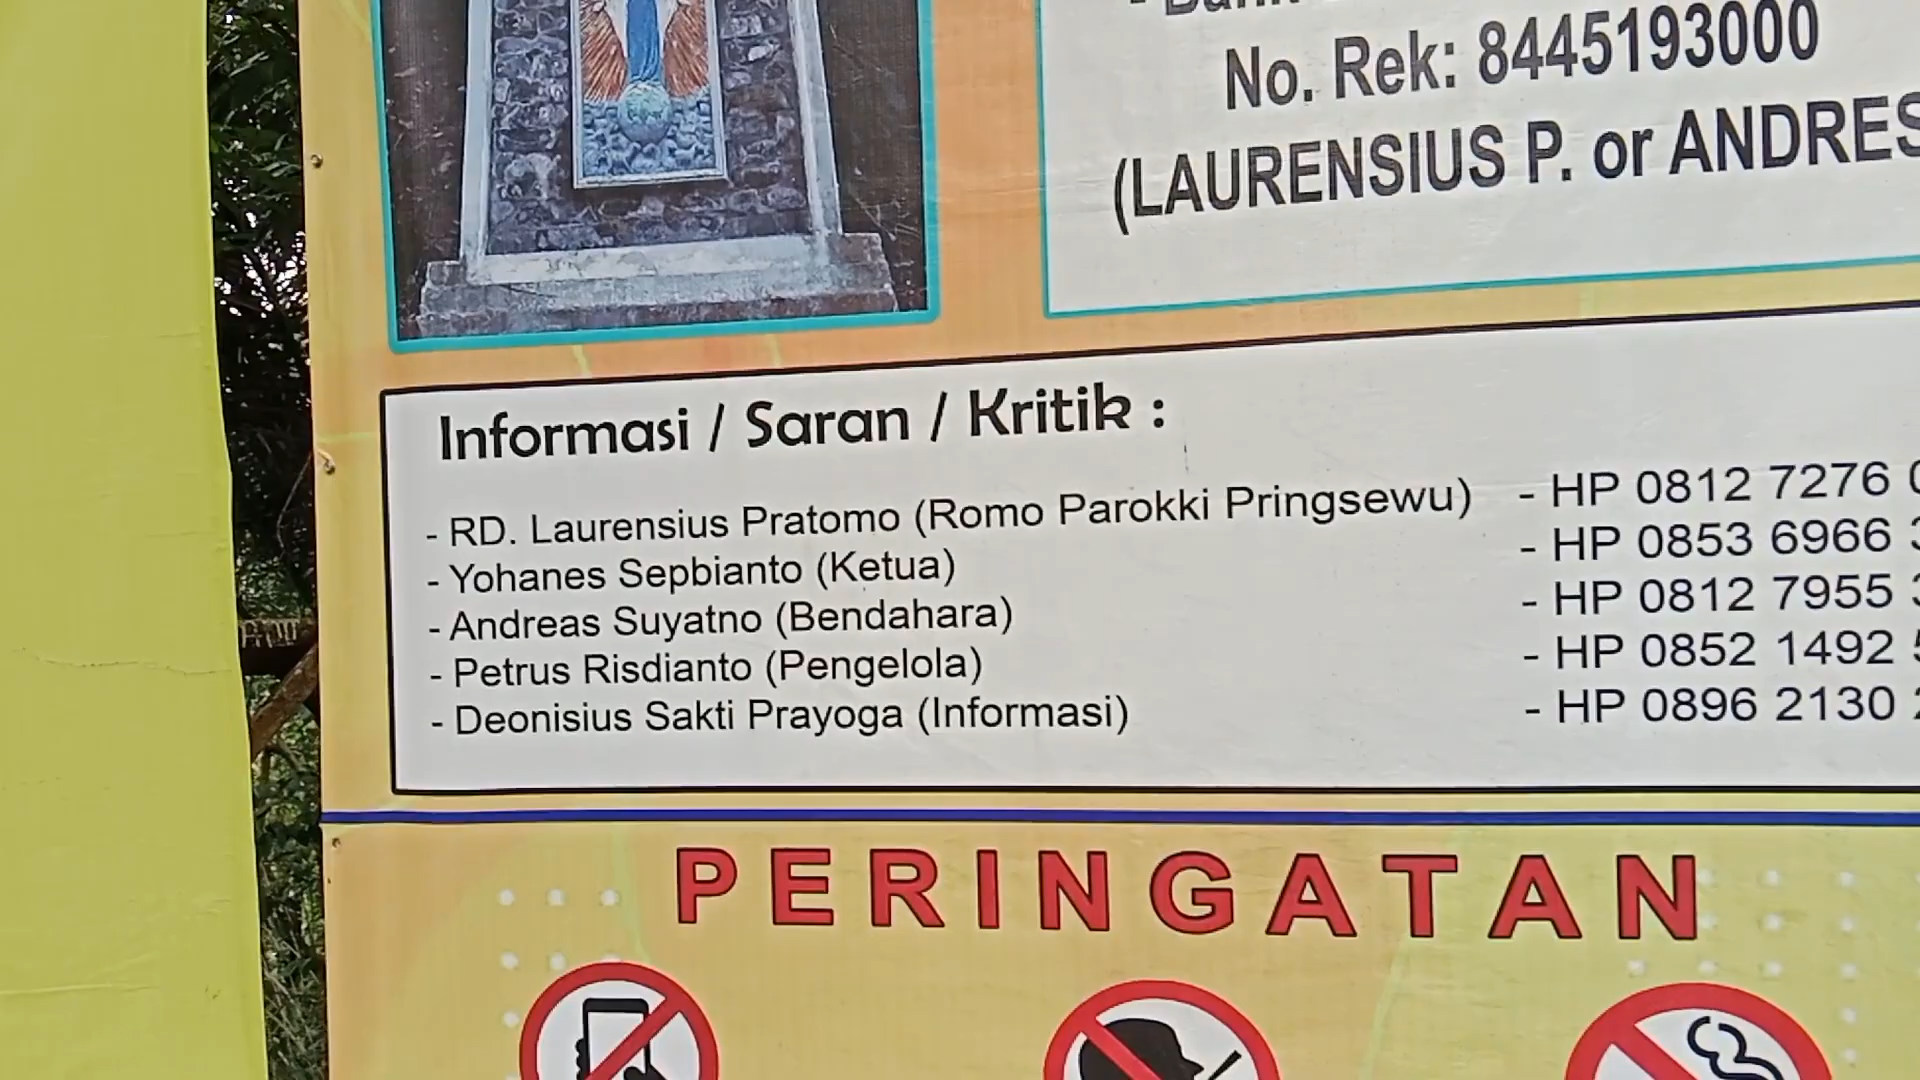 No. Rek: 8445193000
(LAURENSIUS P. or ANDRES
Informasi / Saran / Kritik :
- RD. Laurensius Pratomo (Romo Parokki Pringsewu) - HP 0812 7276
- Yohanes Sepbianto (Ketua) - HP 0853 6966
- Andreas Suyatno (Bendahara) - HP 0812 7955
- Petrus Risdianto (Pengelola) - HP 0852 1492
- Deonisius Sakti Prayoga (Informasi) - HP 0896 2130
PERINGATAN